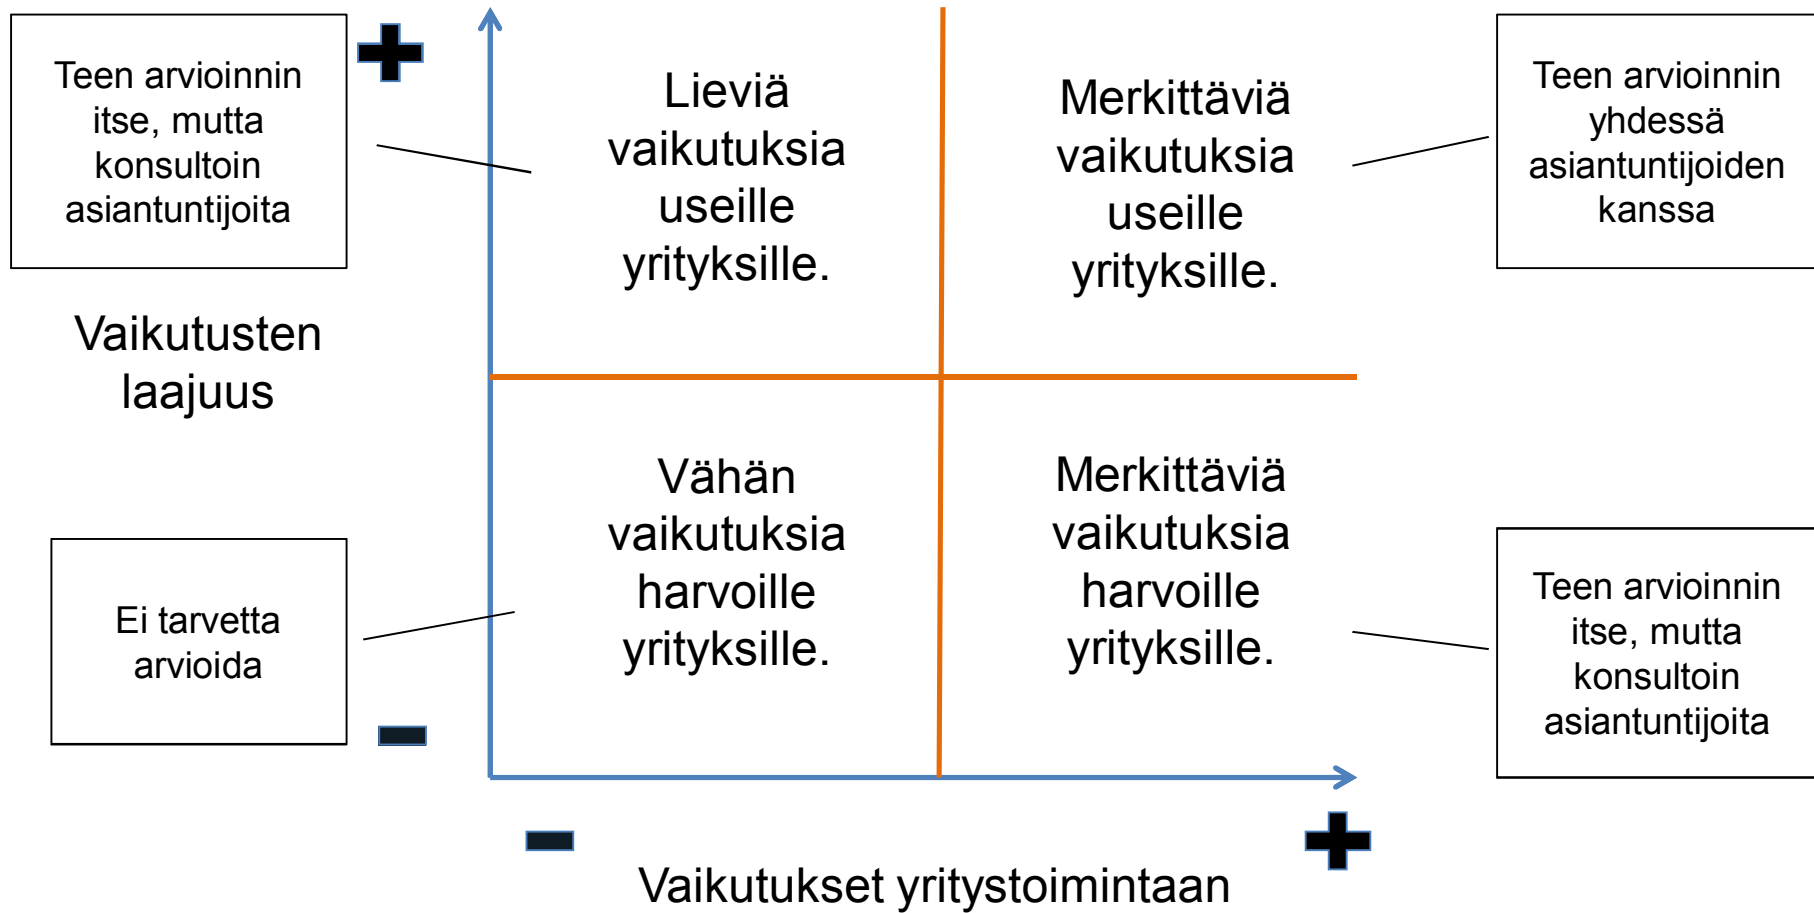 Teen arvioinnin
itse, mutta
konsultoin
asiantuntijoita
Lieviä
vaikutuksia
useille
yrityksille.
Merkittäviä
vaikutuksia
useille
yrityksille.
Teen arvioinnin
yhdessä
asiantuntijoiden
kanssa
Vaikutusten
laajuus
Ei tarvetta
arvioida
Vähän
vaikutuksia
harvoille
yrityksille.
Merkittäviä
vaikutuksia
harvoille
yrityksille.
Teen arvioinnin
itse, mutta
konsultoin
asiantuntijoita
Vaikutukset yritystoimintaan